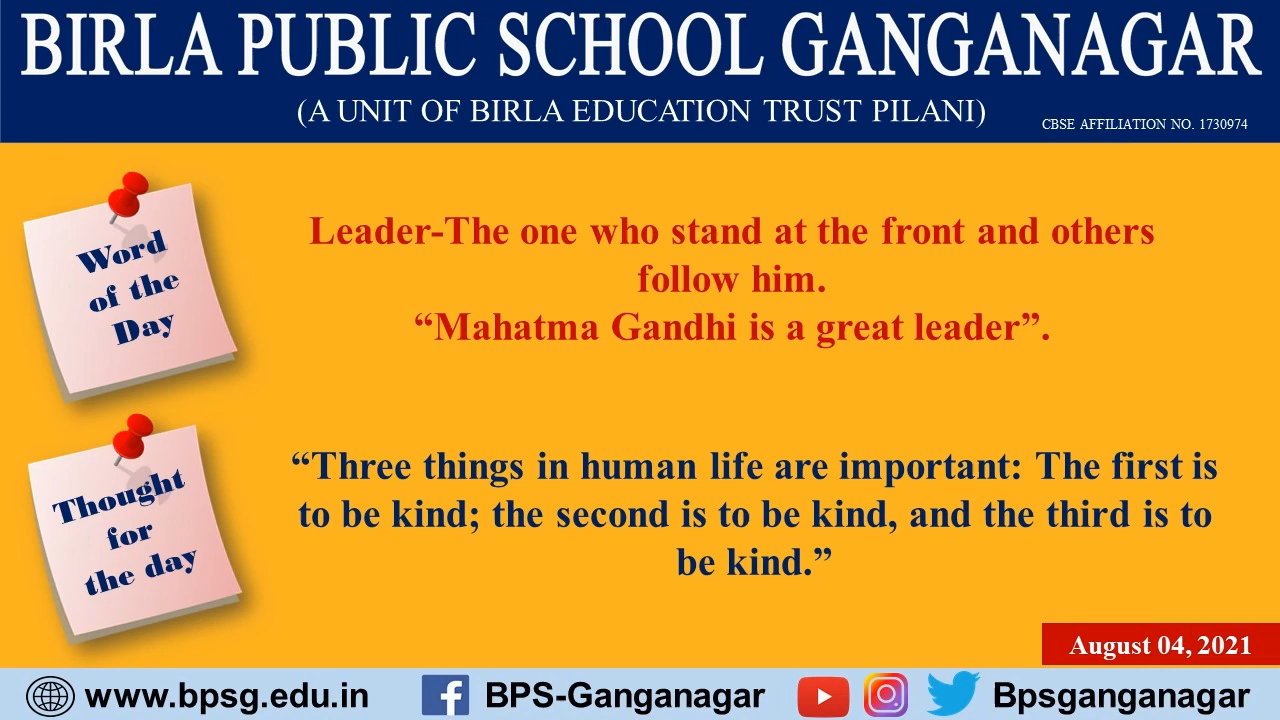 BIRLA PUBLIC SCHOOL GANGANAGAR
(A UNIT OF BIRLA EDUCATION TRUST PILANI)
CBSE AFFILIATION NO. 1730974
Word
of the
Day
Leader-The one who stand at the front and others
follow him.
“Mahatma Gandhi is a great leader”.
Thought
for
the day
“Three things in human life are important: The first is
to be kind; the second is to be kind, and the third is to
be kind.”
August 04, 2021
www.bpsg.edu.in
BPS-Ganganagar
Bpsganganagar